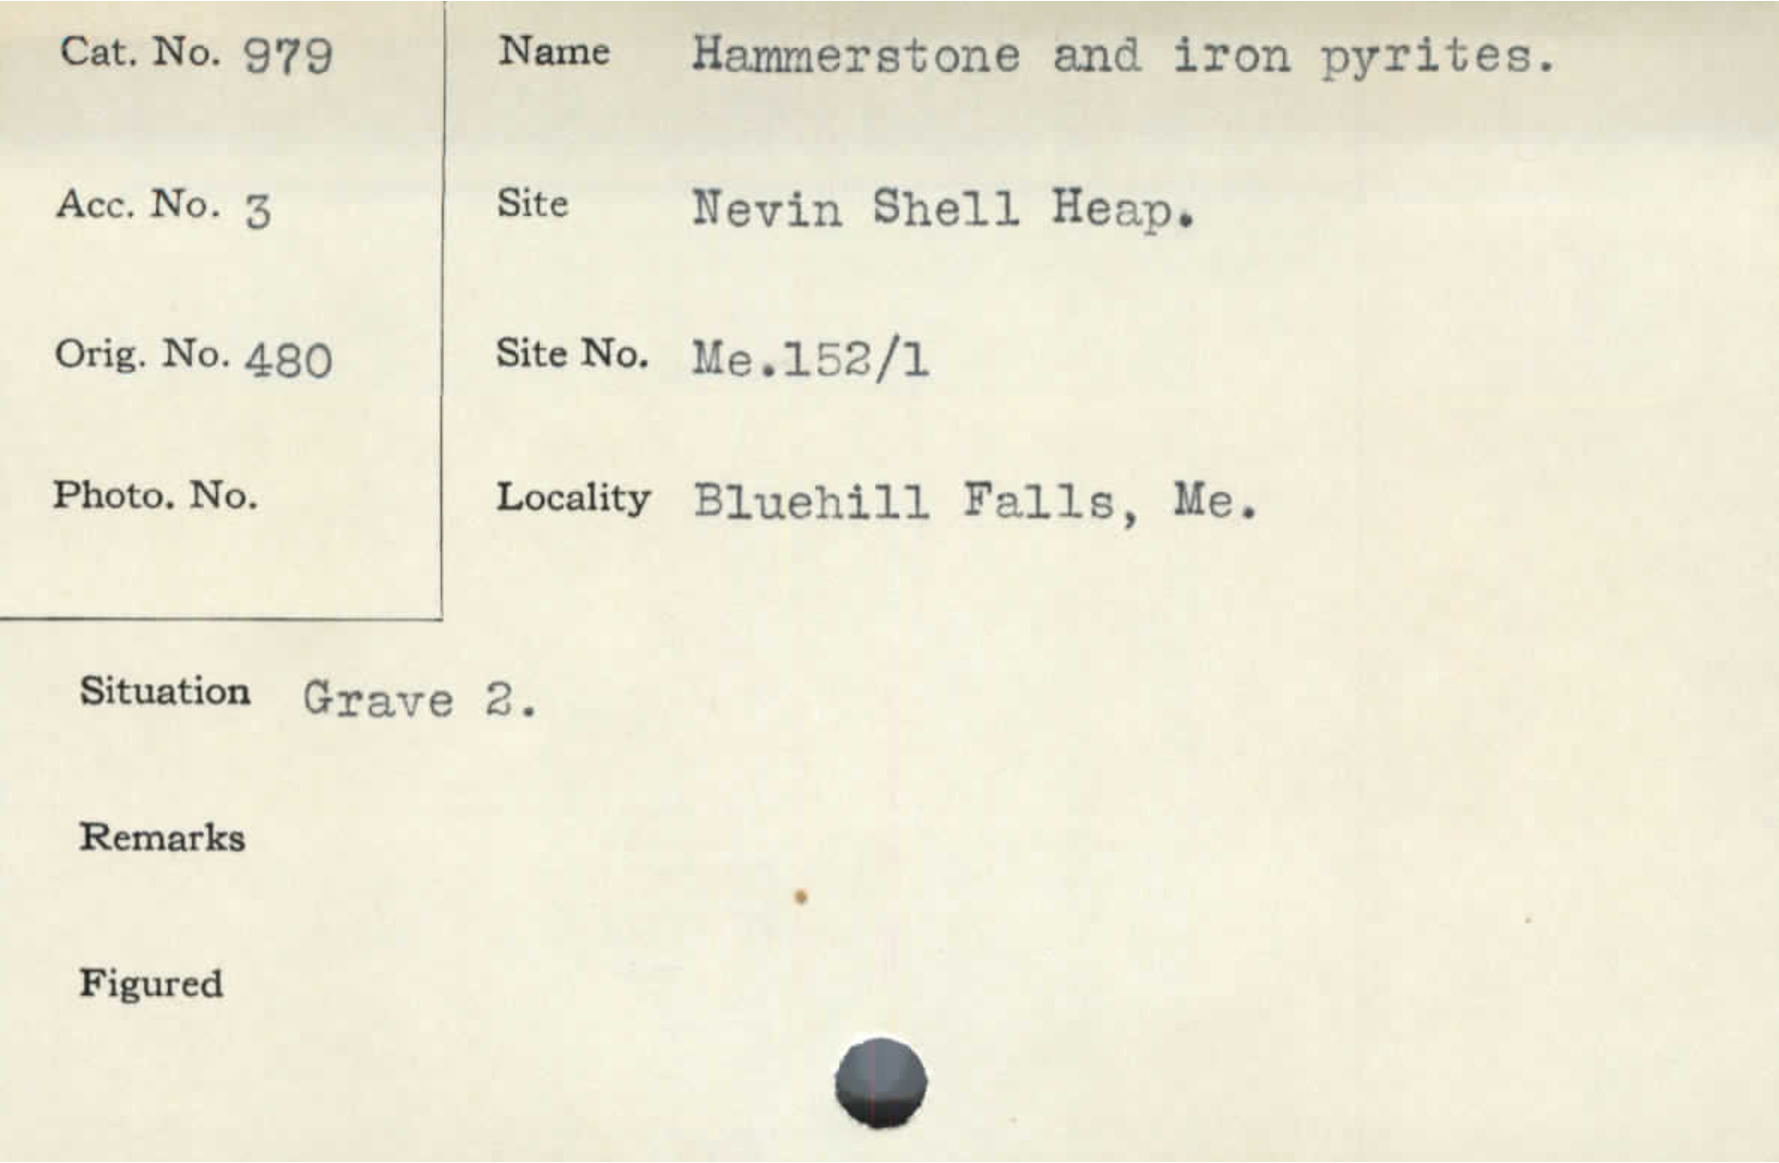 Cat. No. 979
Name Hammerstone and iron pyrites.
Acc. No. 3
Site Nevin Shell Heap.
Orig. No. 480
Site No. Me.152/1
Photo. No.
Locality Bluehill Falls, Me.
Situation Grave 2.
Remarks
Figured